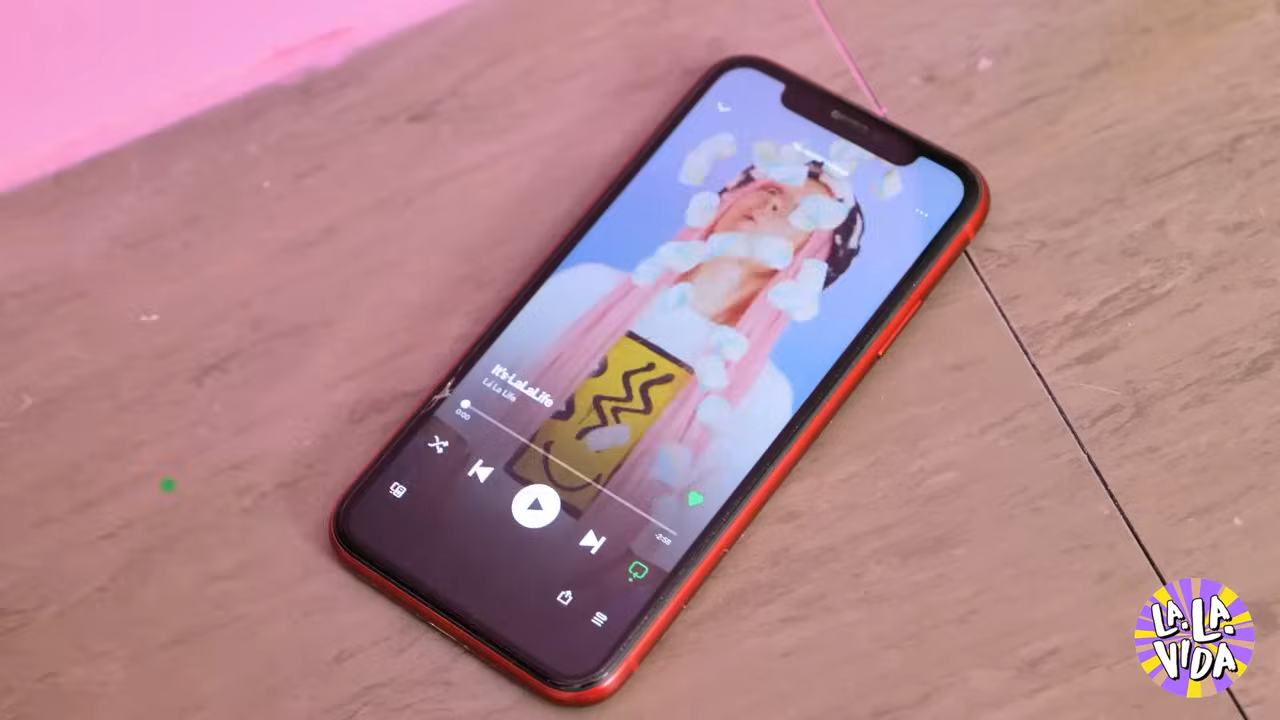 It's LaLaLife
La La Life
0:00
-2:58
LA.LA.
VIDA